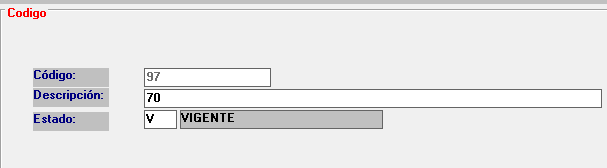 Codigo
Código: 97
Descripción: 70
Estado: V VIGENTE